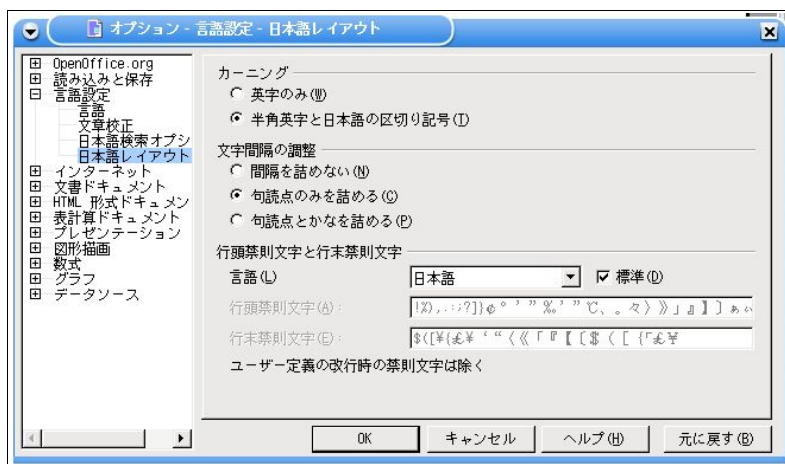 オプション - 言語設定 - 日本語レイアウト
OpenOffice.org
読み込みと保存
言語設定
言語
文章校正
日本語検索オプシ
日本語レイアウト
インターネット
文書ドキュメント
HTML 形式ドキュメン
表計算ドキュメント
プレゼンテーション
図形描画
数式
グラフ
データソース
カーニング
英字のみ(W)
半角英字と日本語の区切り記号(I)
文字間隔の調整
間隔を詰めない(N)
句読点のみを詰める(C)
句読点とかなを詰める(P)
行頭禁則文字と行末禁則文字
言語(L) 日本語 標準(D)
行頭禁則文字(A):
行末禁則文字(E):
ユーザー定義の改行時の禁則文字は除く
OK キャンセル ヘルプ(H) 元に戻す(B)